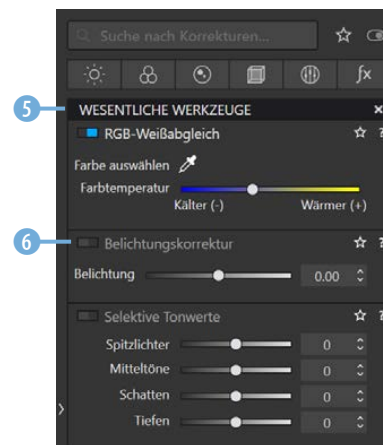 Suche nach Korrekturen...
fx
5 WESENTLICHE WERKZEUGE ×
RGB-Weißabgleich ?
Farbe auswählen
Farbtemperatur
Kälter (-) Wärmer (+)
6 Belichtungskorrektur ?
Belichtung 0.00
Selektive Tonwerte ?
Spitzlichter 0
Mitteltöne 0
Schatten 0
Tiefen 0